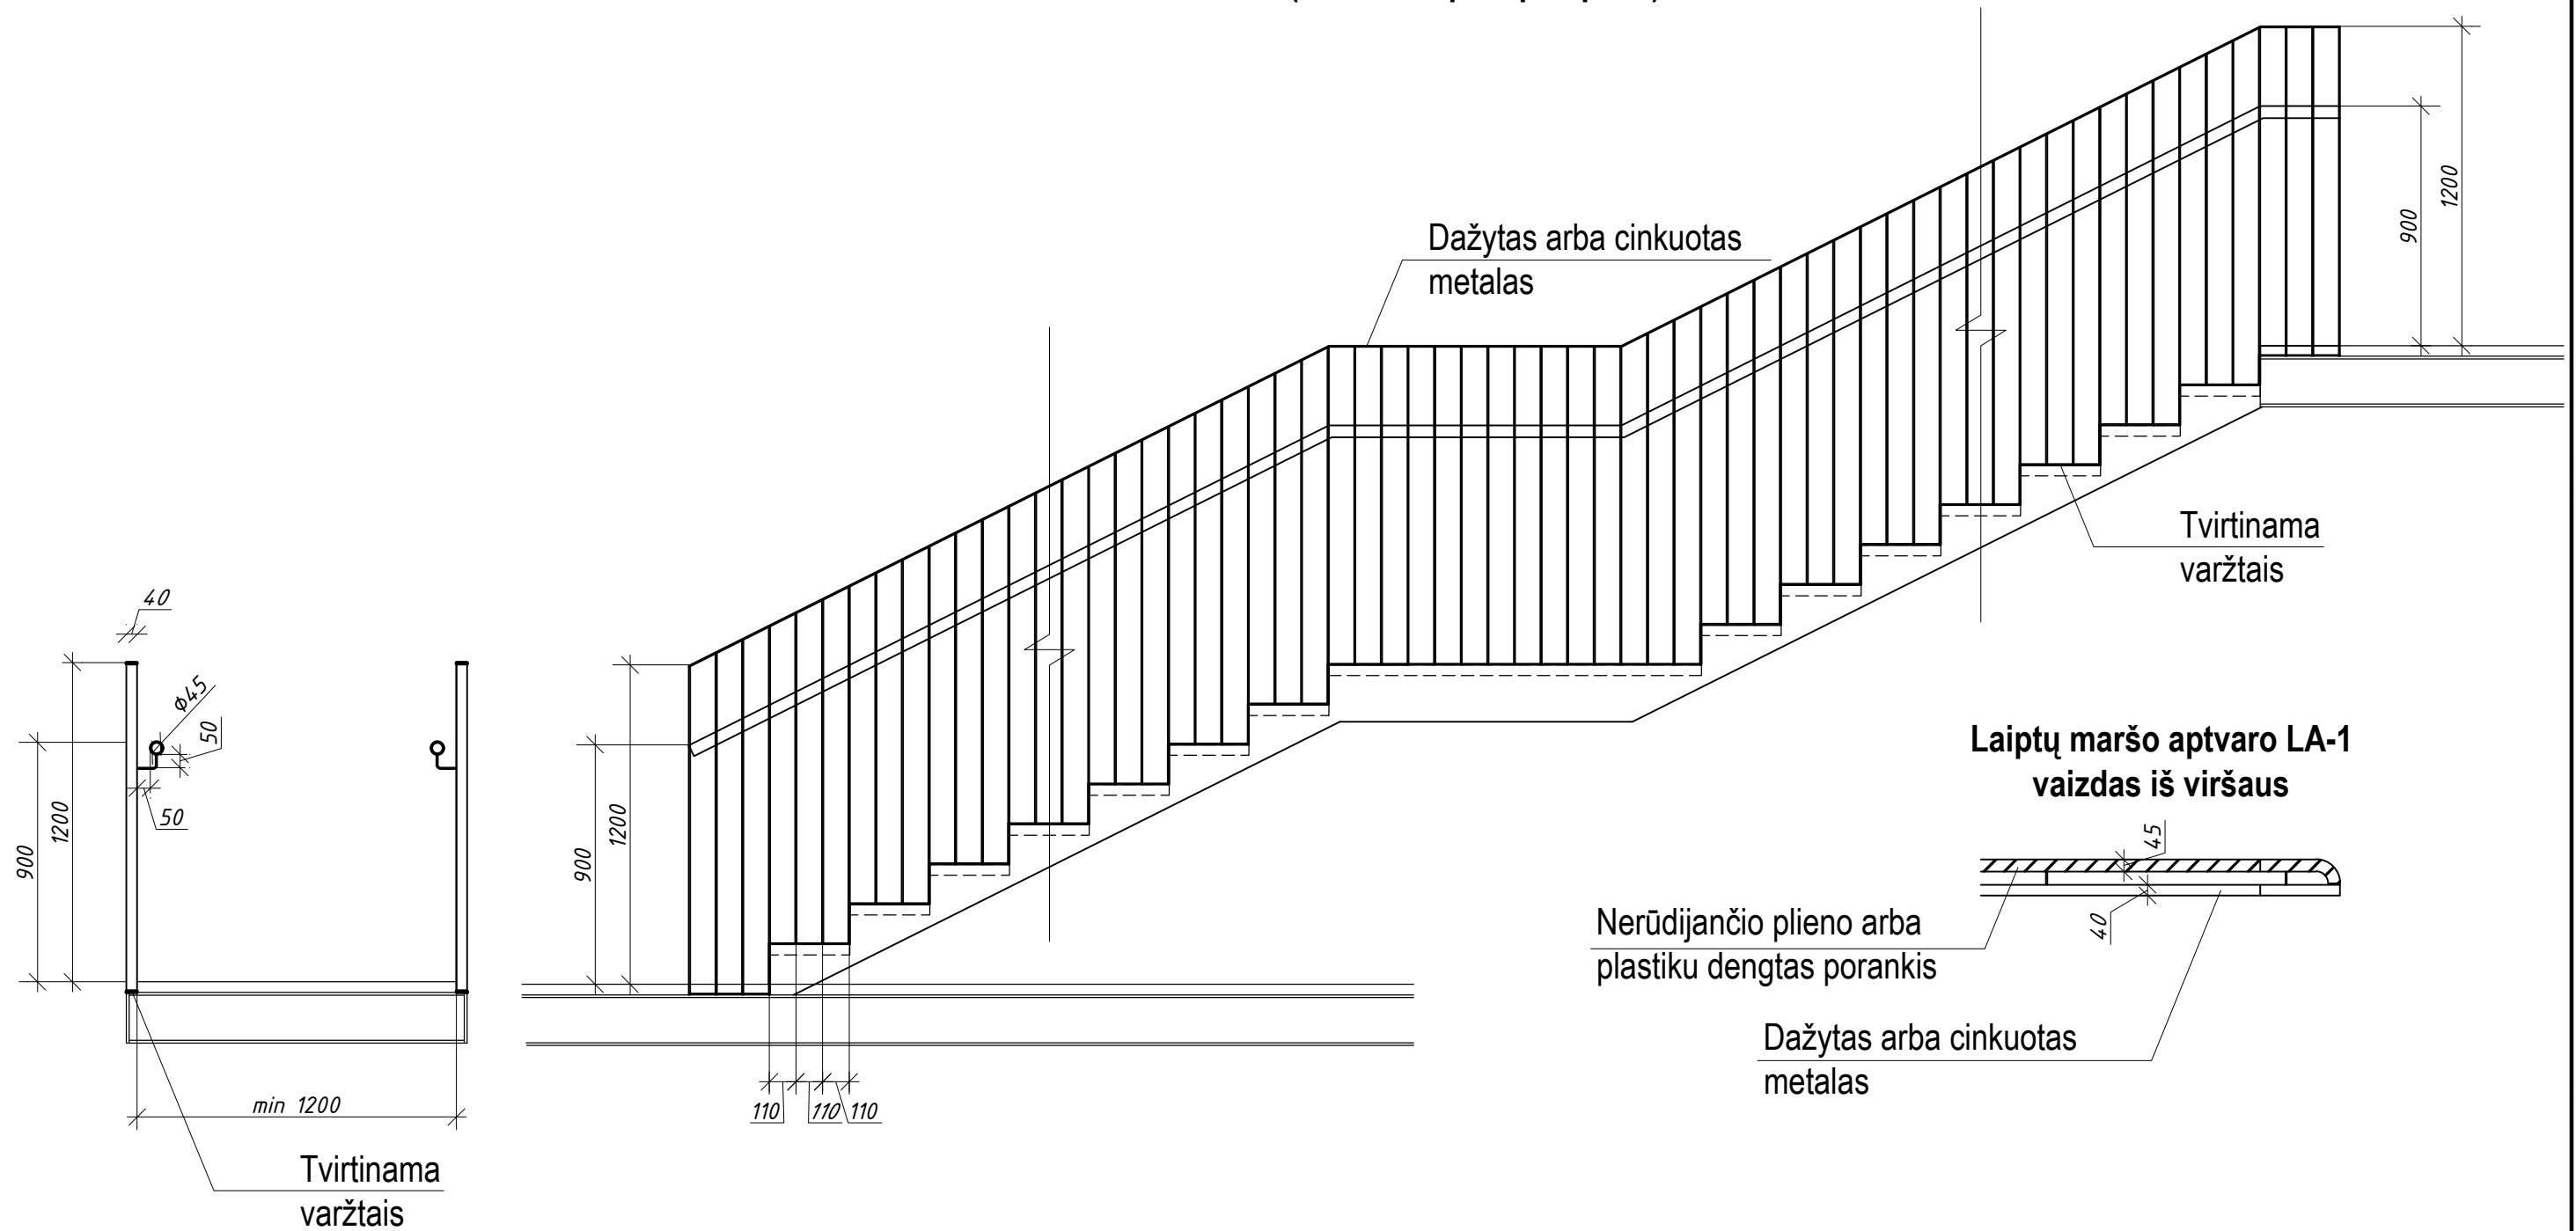 Dažytas arba cinkuotas
metalas
1200
900
Tvirtinama
varžtais
40
ø45
50
50
1200
900
min 1200
Tvirtinama
varžtais
1200
900
110
110
110
Laiptų maršo aptvaro LA-1
vaizdas iš viršaus
45
40
Nerūdijančio plieno arba
plastiku dengtas porankis
Dažytas arba cinkuotas
metalas